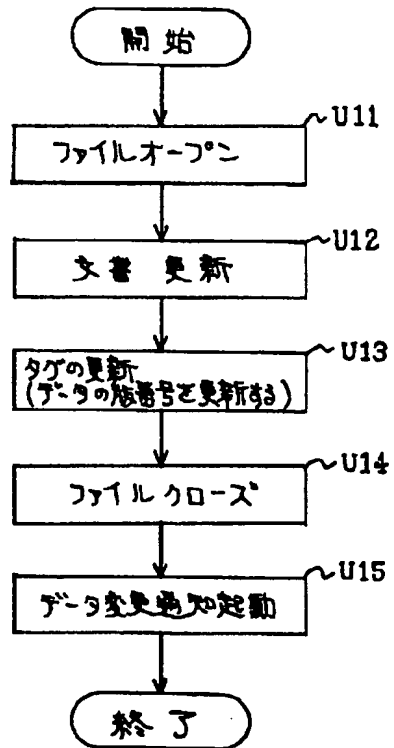 開始
U11
ファイルオープン
U12
文書 更新
U13
タグの更新
(データの版番号を更新する)
U14
ファイルクローズ
U15
データ変更通知起動
終了